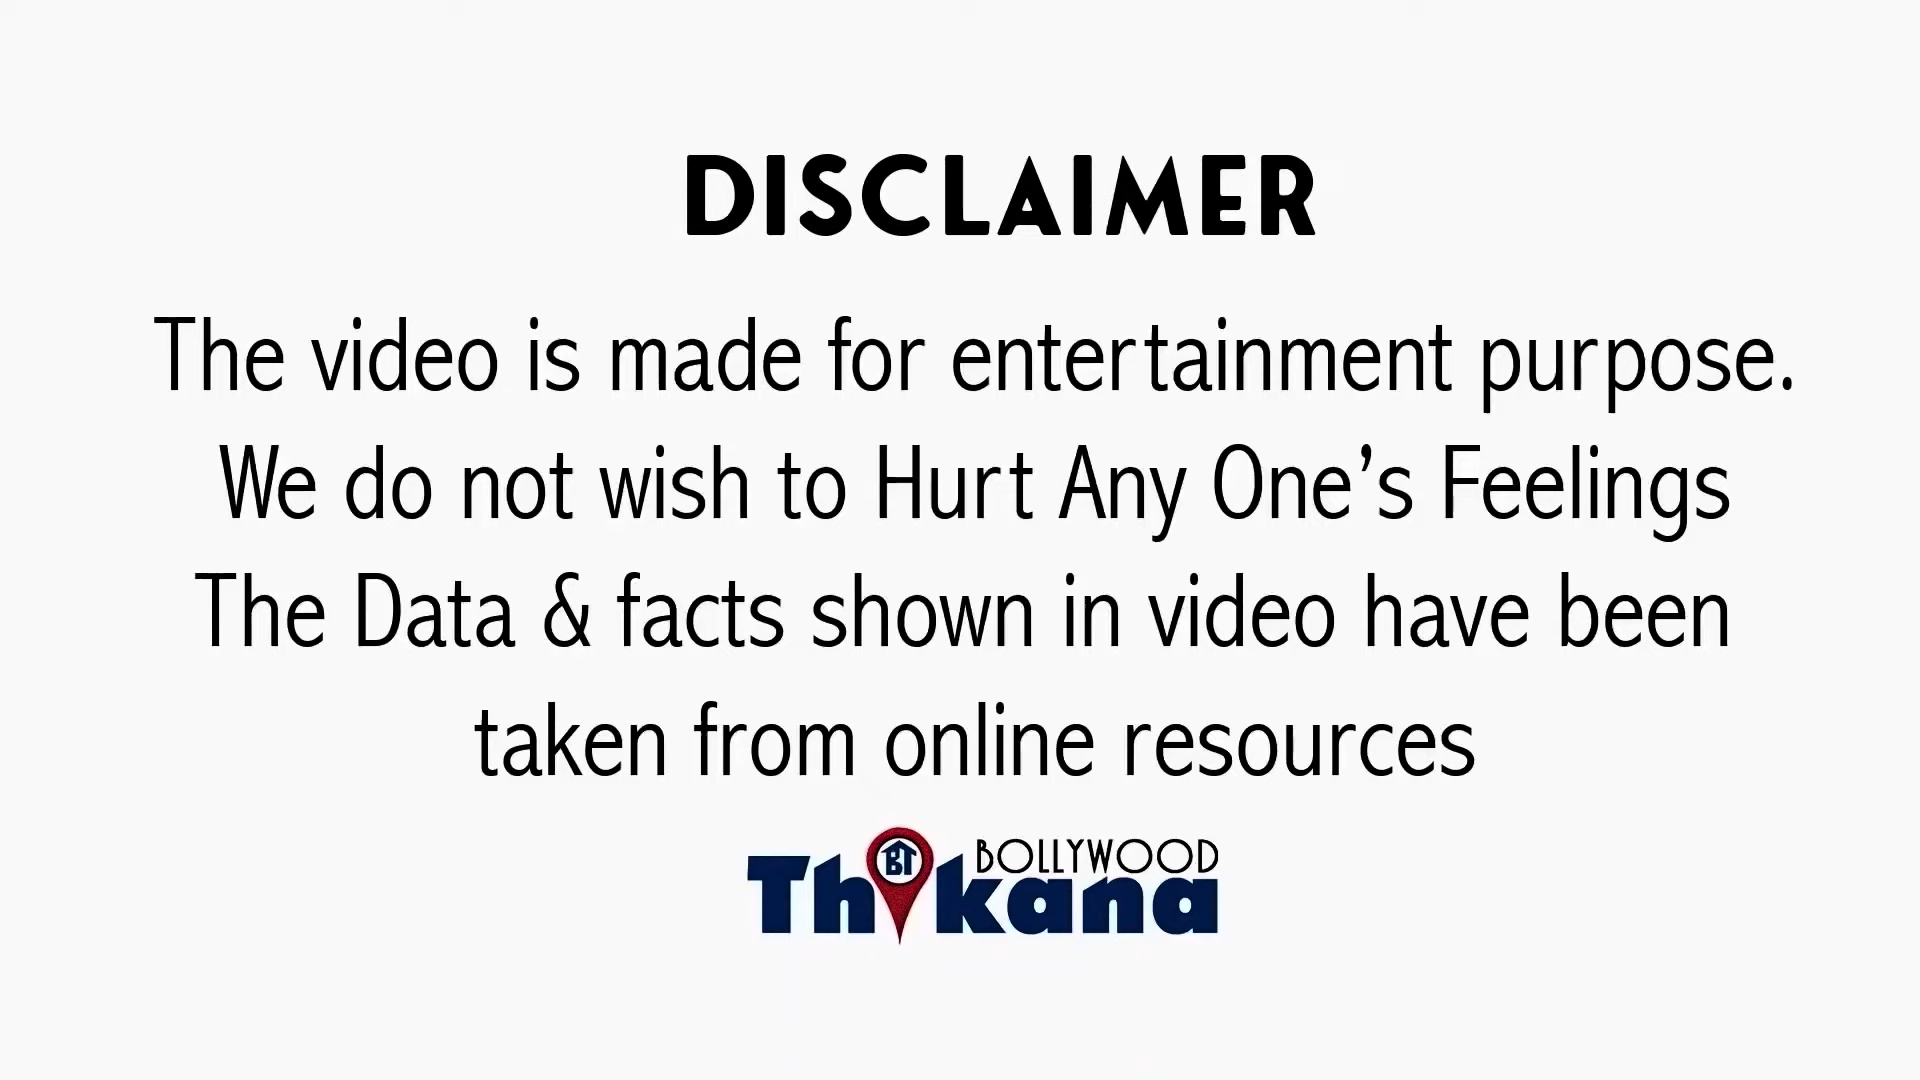 DISCLAIMER
The video is made for entertainment purpose.
We do not wish to Hurt Any One’s Feelings
The Data & facts shown in video have been
taken from online resources
BOLLYWOOD
BT
Thikana